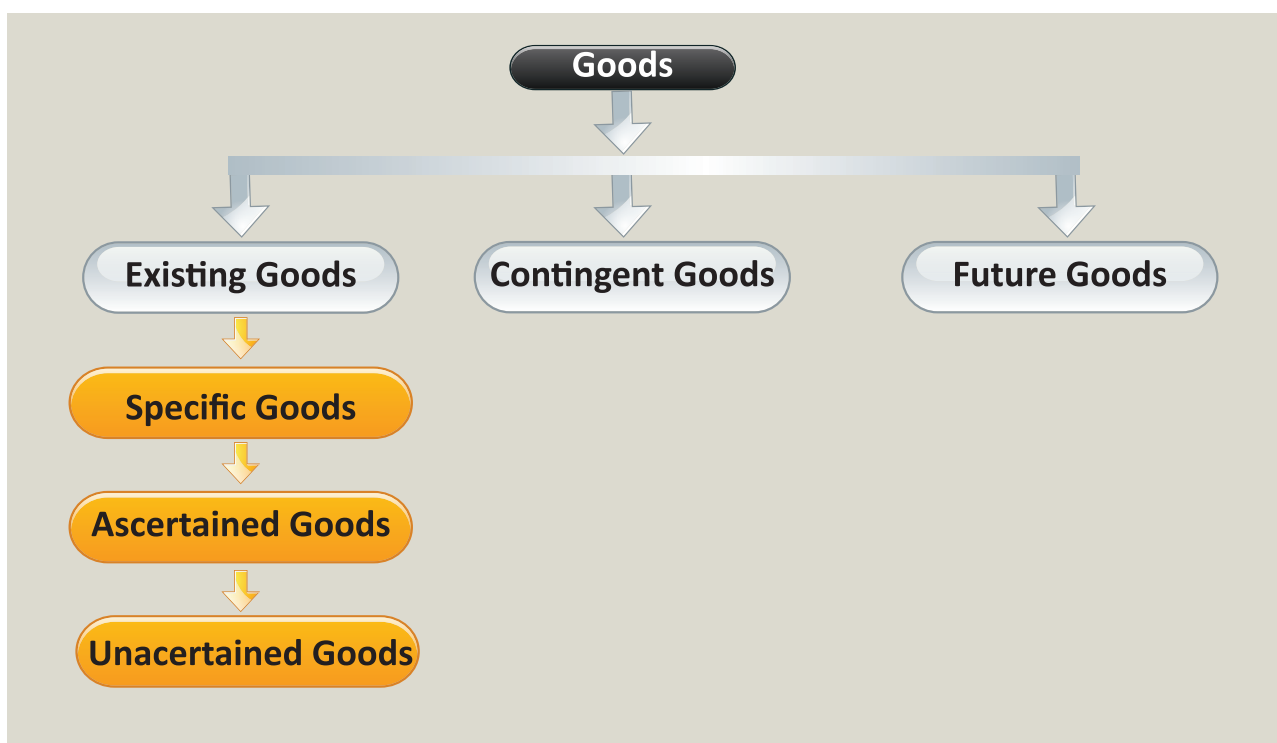 Goods
Existing Goods
Contingent Goods
Future Goods
Specific Goods
Ascertained Goods
Unacertained Goods